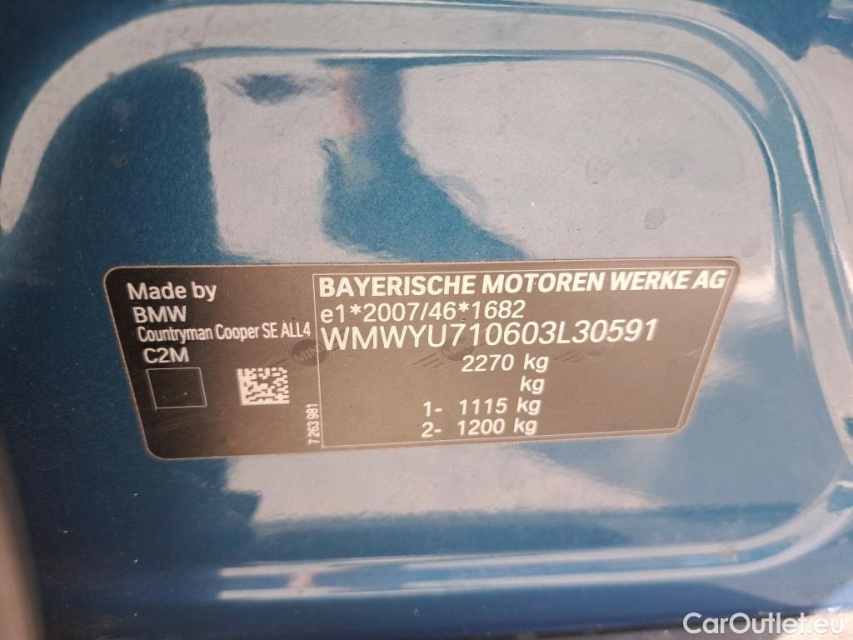 Made by
BMW
Countryman Cooper SE ALL4
C2M
7 263 981
BAYERISCHE MOTOREN WERKE AG
e1*2007/46*1682
WMWYU710603L30591
2270 kg
kg
1- 1115 kg
2- 1200 kg
CarOutlet.eu